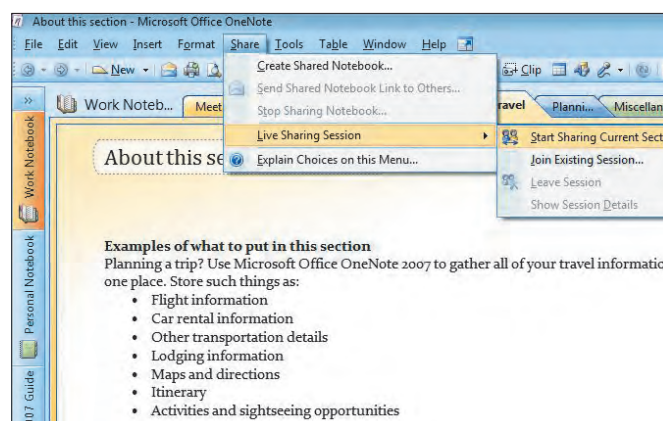 About this section - Microsoft Office OneNote
File Edit View Insert Format Share Tools Table Window Help
New
Clip
Create Shared Notebook...
Send Shared Notebook Link to Others...
Stop Sharing Notebook...
Live Sharing Session
Explain Choices on this Menu...
Start Sharing Current Sect
Join Existing Session...
Leave Session
Show Session Details
Work Noteb... Meet ravel Planni... Miscellan
Work Notebook
Personal Notebook
07 Guide
About this se
Examples of what to put in this section
Planning a trip? Use Microsoft Office OneNote 2007 to gather all of your travel informatio
one place. Store such things as:
• Flight information
• Car rental information
• Other transportation details
• Lodging information
• Maps and directions
• Itinerary
• Activities and sightseeing opportunities